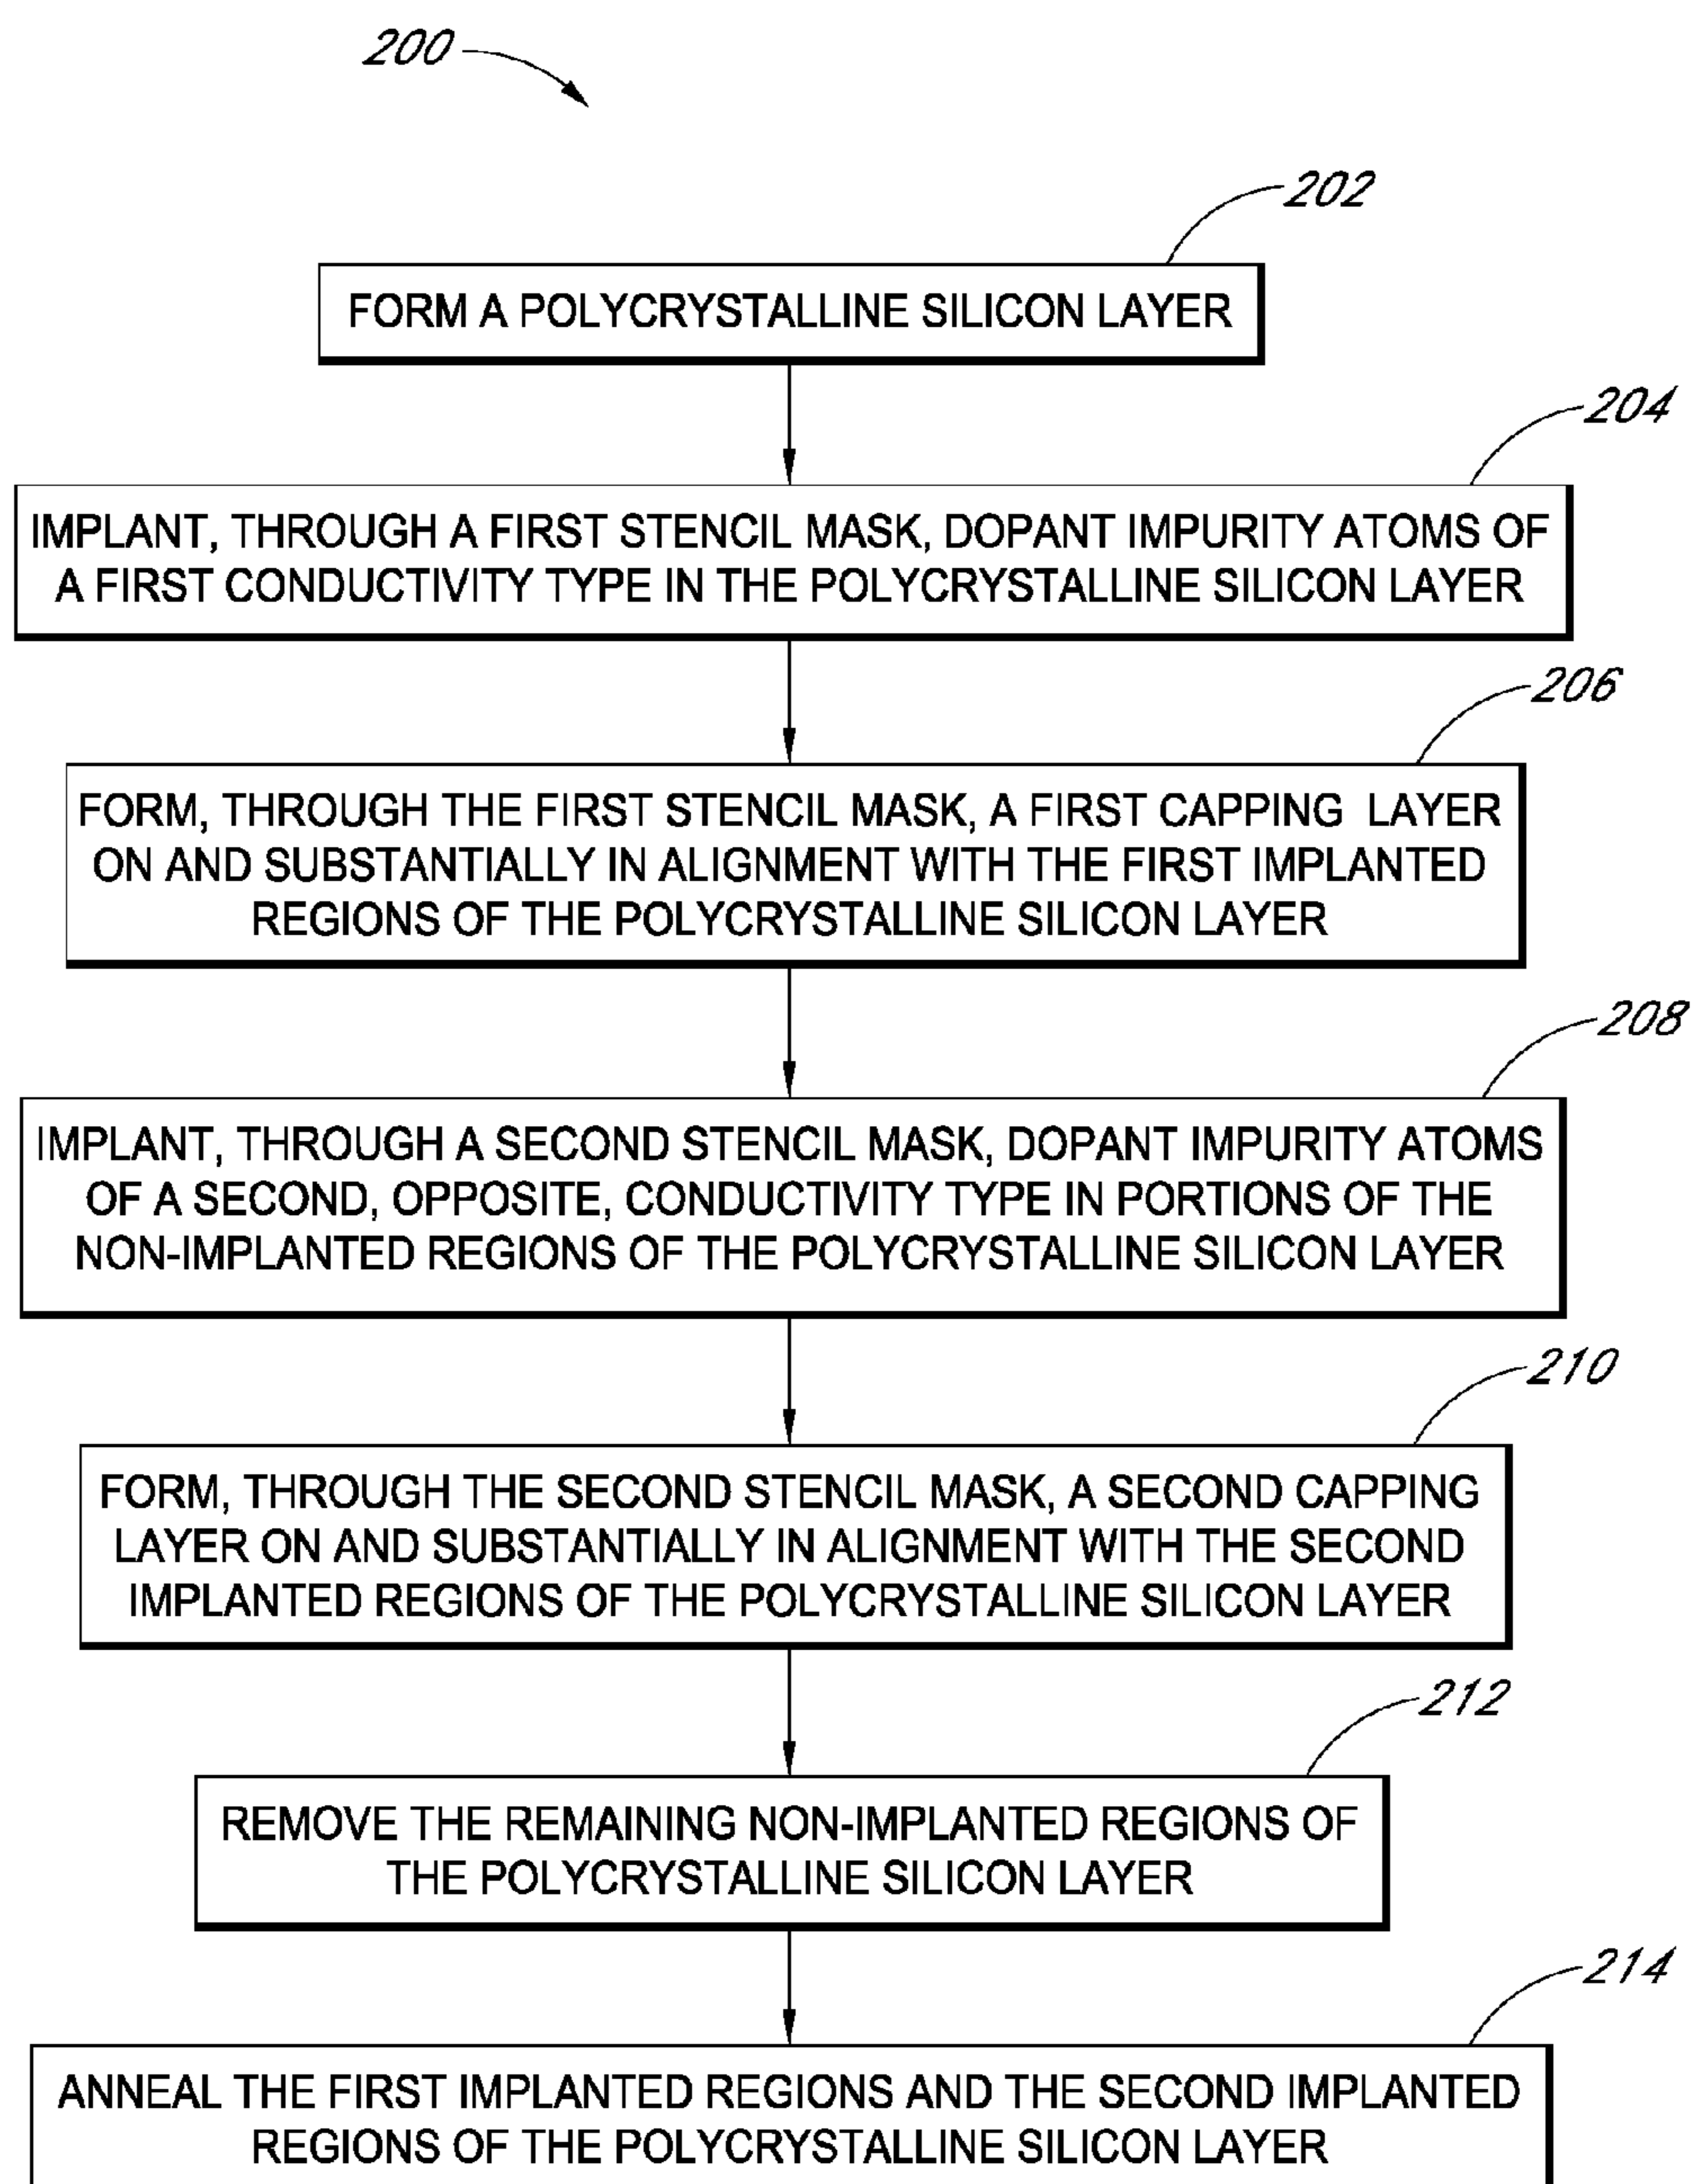 200
202
FORM A POLYCRYSTALLINE SILICON LAYER
204
IMPLANT, THROUGH A FIRST STENCIL MASK, DOPANT IMPURITY ATOMS OF
A FIRST CONDUCTIVITY TYPE IN THE POLYCRYSTALLINE SILICON LAYER
206
FORM, THROUGH THE FIRST STENCIL MASK, A FIRST CAPPING LAYER
ON AND SUBSTANTIALLY IN ALIGNMENT WITH THE FIRST IMPLANTED
REGIONS OF THE POLYCRYSTALLINE SILICON LAYER
208
IMPLANT, THROUGH A SECOND STENCIL MASK, DOPANT IMPURITY ATOMS
OF A SECOND, OPPOSITE, CONDUCTIVITY TYPE IN PORTIONS OF THE
NON-IMPLANTED REGIONS OF THE POLYCRYSTALLINE SILICON LAYER
210
FORM, THROUGH THE SECOND STENCIL MASK, A SECOND CAPPING
LAYER ON AND SUBSTANTIALLY IN ALIGNMENT WITH THE SECOND
IMPLANTED REGIONS OF THE POLYCRYSTALLINE SILICON LAYER
212
REMOVE THE REMAINING NON-IMPLANTED REGIONS OF
THE POLYCRYSTALLINE SILICON LAYER
214
ANNEAL THE FIRST IMPLANTED REGIONS AND THE SECOND IMPLANTED
REGIONS OF THE POLYCRYSTALLINE SILICON LAYER